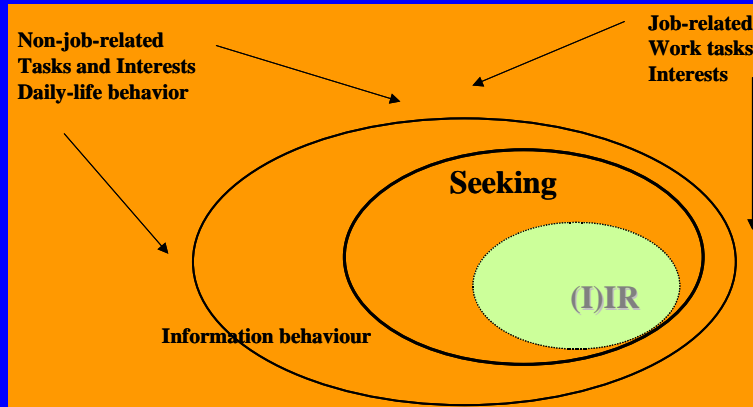 Non-job-related
Tasks and Interests
Daily-life behavior
Job-related
Work tasks
Interests
Seeking
(I)IR
Information behaviour